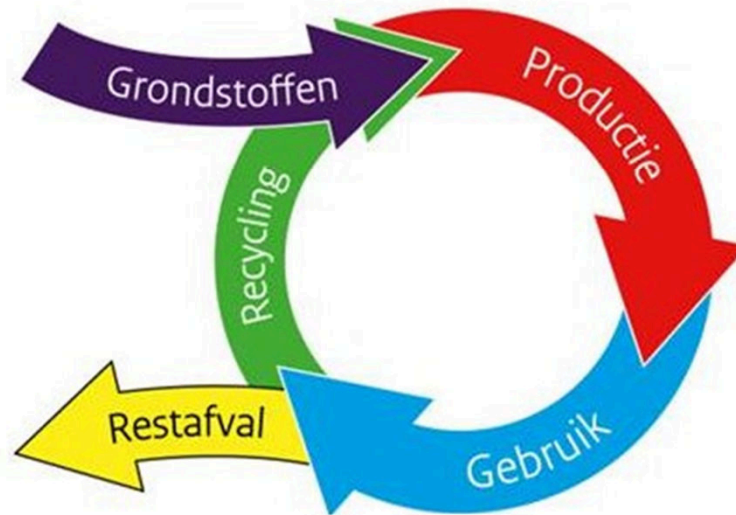 Grondstoffen
Productie
Recycling
Restafval
Gebruik